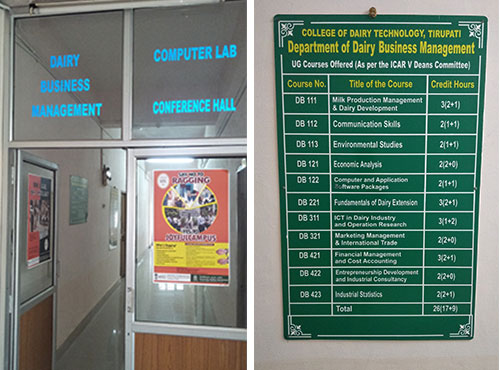 DAIRY
BUSINESS
MANAGEMENT
COMPUTER LAB
CONFERENCE HALL
SAY NO TO
RAGGING
JOYFUL CAMPUS
COLLEGE OF DAIRY TECHNOLOGY, TIRUPATI
Department of Dairy Business Management
UG Courses Offered (As per the ICAR V Deans Committee)
Course No. Title of the Course Credit Hours
DB 111 Milk Production Management & Dairy Development 3(2+1)
DB 112 Communication Skills 2(1+1)
DB 113 Environmental Studies 2(1+1)
DB 121 Economic Analysis 2(2+0)
DB 122 Computer and Application Software Packages 2(1+1)
DB 221 Fundamentals of Dairy Extension 3(2+1)
DB 311 ICT in Dairy Industry and Operation Research 3(1+2)
DB 321 Marketing Management & International Trade 2(2+0)
DB 421 Financial Management and Cost Accounting 3(2+1)
DB 422 Entrepreneurship Development and Industrial Consultancy 2(2+0)
DB 423 Industrial Statistics 2(2+1)
Total 26(17+9)